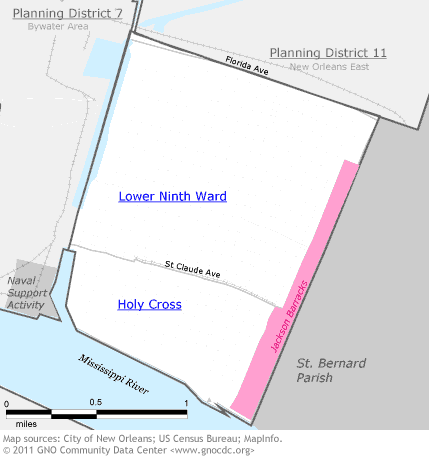 Planning District 7
Bywater Area
Planning District 11
New Orleans East
Florida Ave
Lower Ninth Ward
St Claude Ave
Naval
Support
Activity
Holy Cross
Jackson Barracks
Mississippi River
St. Bernard
Parish
0 0.5 1
miles
Map sources: City of New Orleans; US Census Bureau; MapInfo.
© 2011 GNO Community Data Center <www.gnocdc.org>